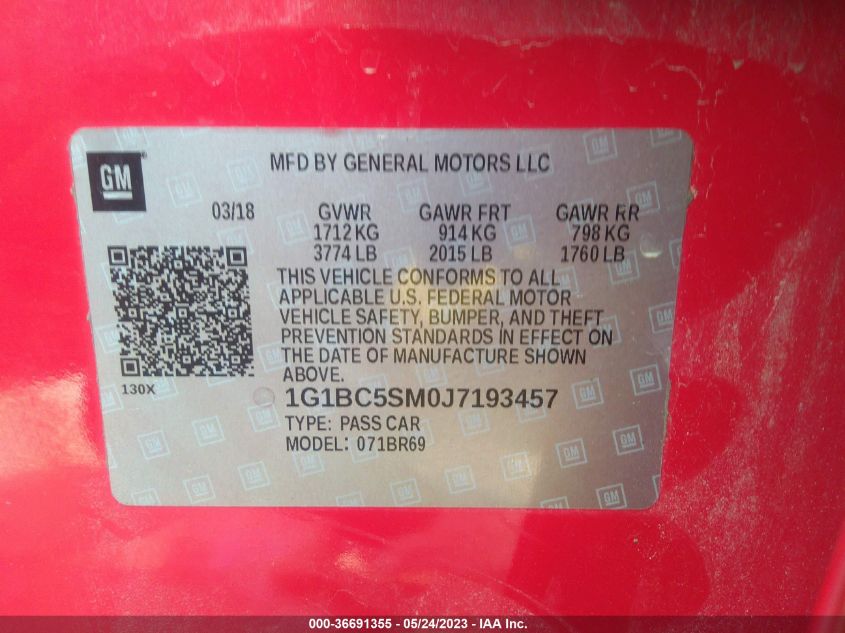 GM
MFD BY GENERAL MOTORS LLC
03/18 GVWR GAWR FRT GAWR RR
1712 KG 914 KG 798 KG
3774 LB 2015 LB 1760 LB
THIS VEHICLE CONFORMS TO ALL
APPLICABLE U.S. FEDERAL MOTOR
VEHICLE SAFETY, BUMPER, AND THEFT
PREVENTION STANDARDS IN EFFECT ON
THE DATE OF MANUFACTURE SHOWN
ABOVE.
130X
1G1BC5SM0J7193457
TYPE: PASS CAR
MODEL: 071BR69
000-36691355 - 05/24/2023 - IAA Inc.